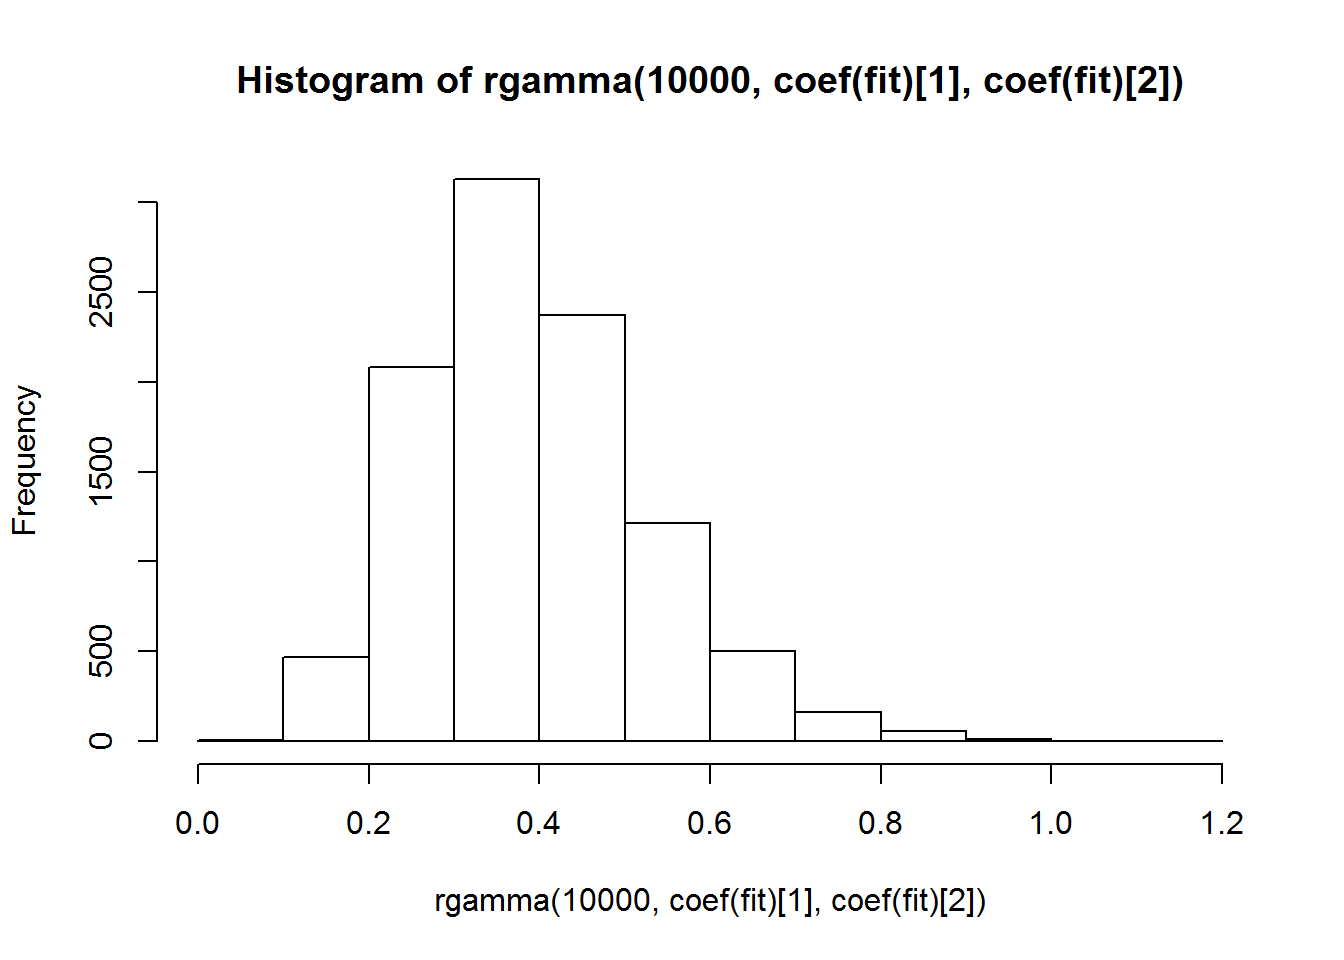 Histogram of rgamma(10000, coef(fit)[1], coef(fit)[2])
Frequency
2500
1500
500
0
0.0 0.2 0.4 0.6 0.8 1.0 1.2
rgamma(10000, coef(fit)[1], coef(fit)[2])